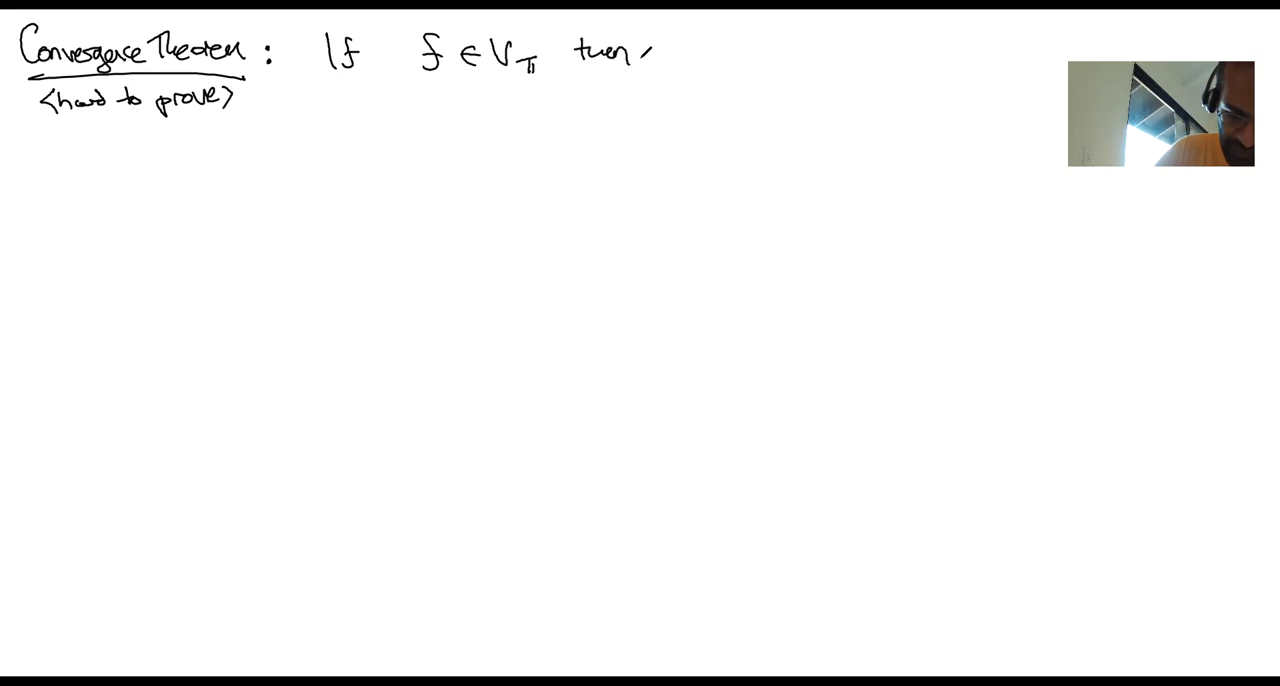 Convergence Theorem : If f ∈ V_π then,
<hard to prove>